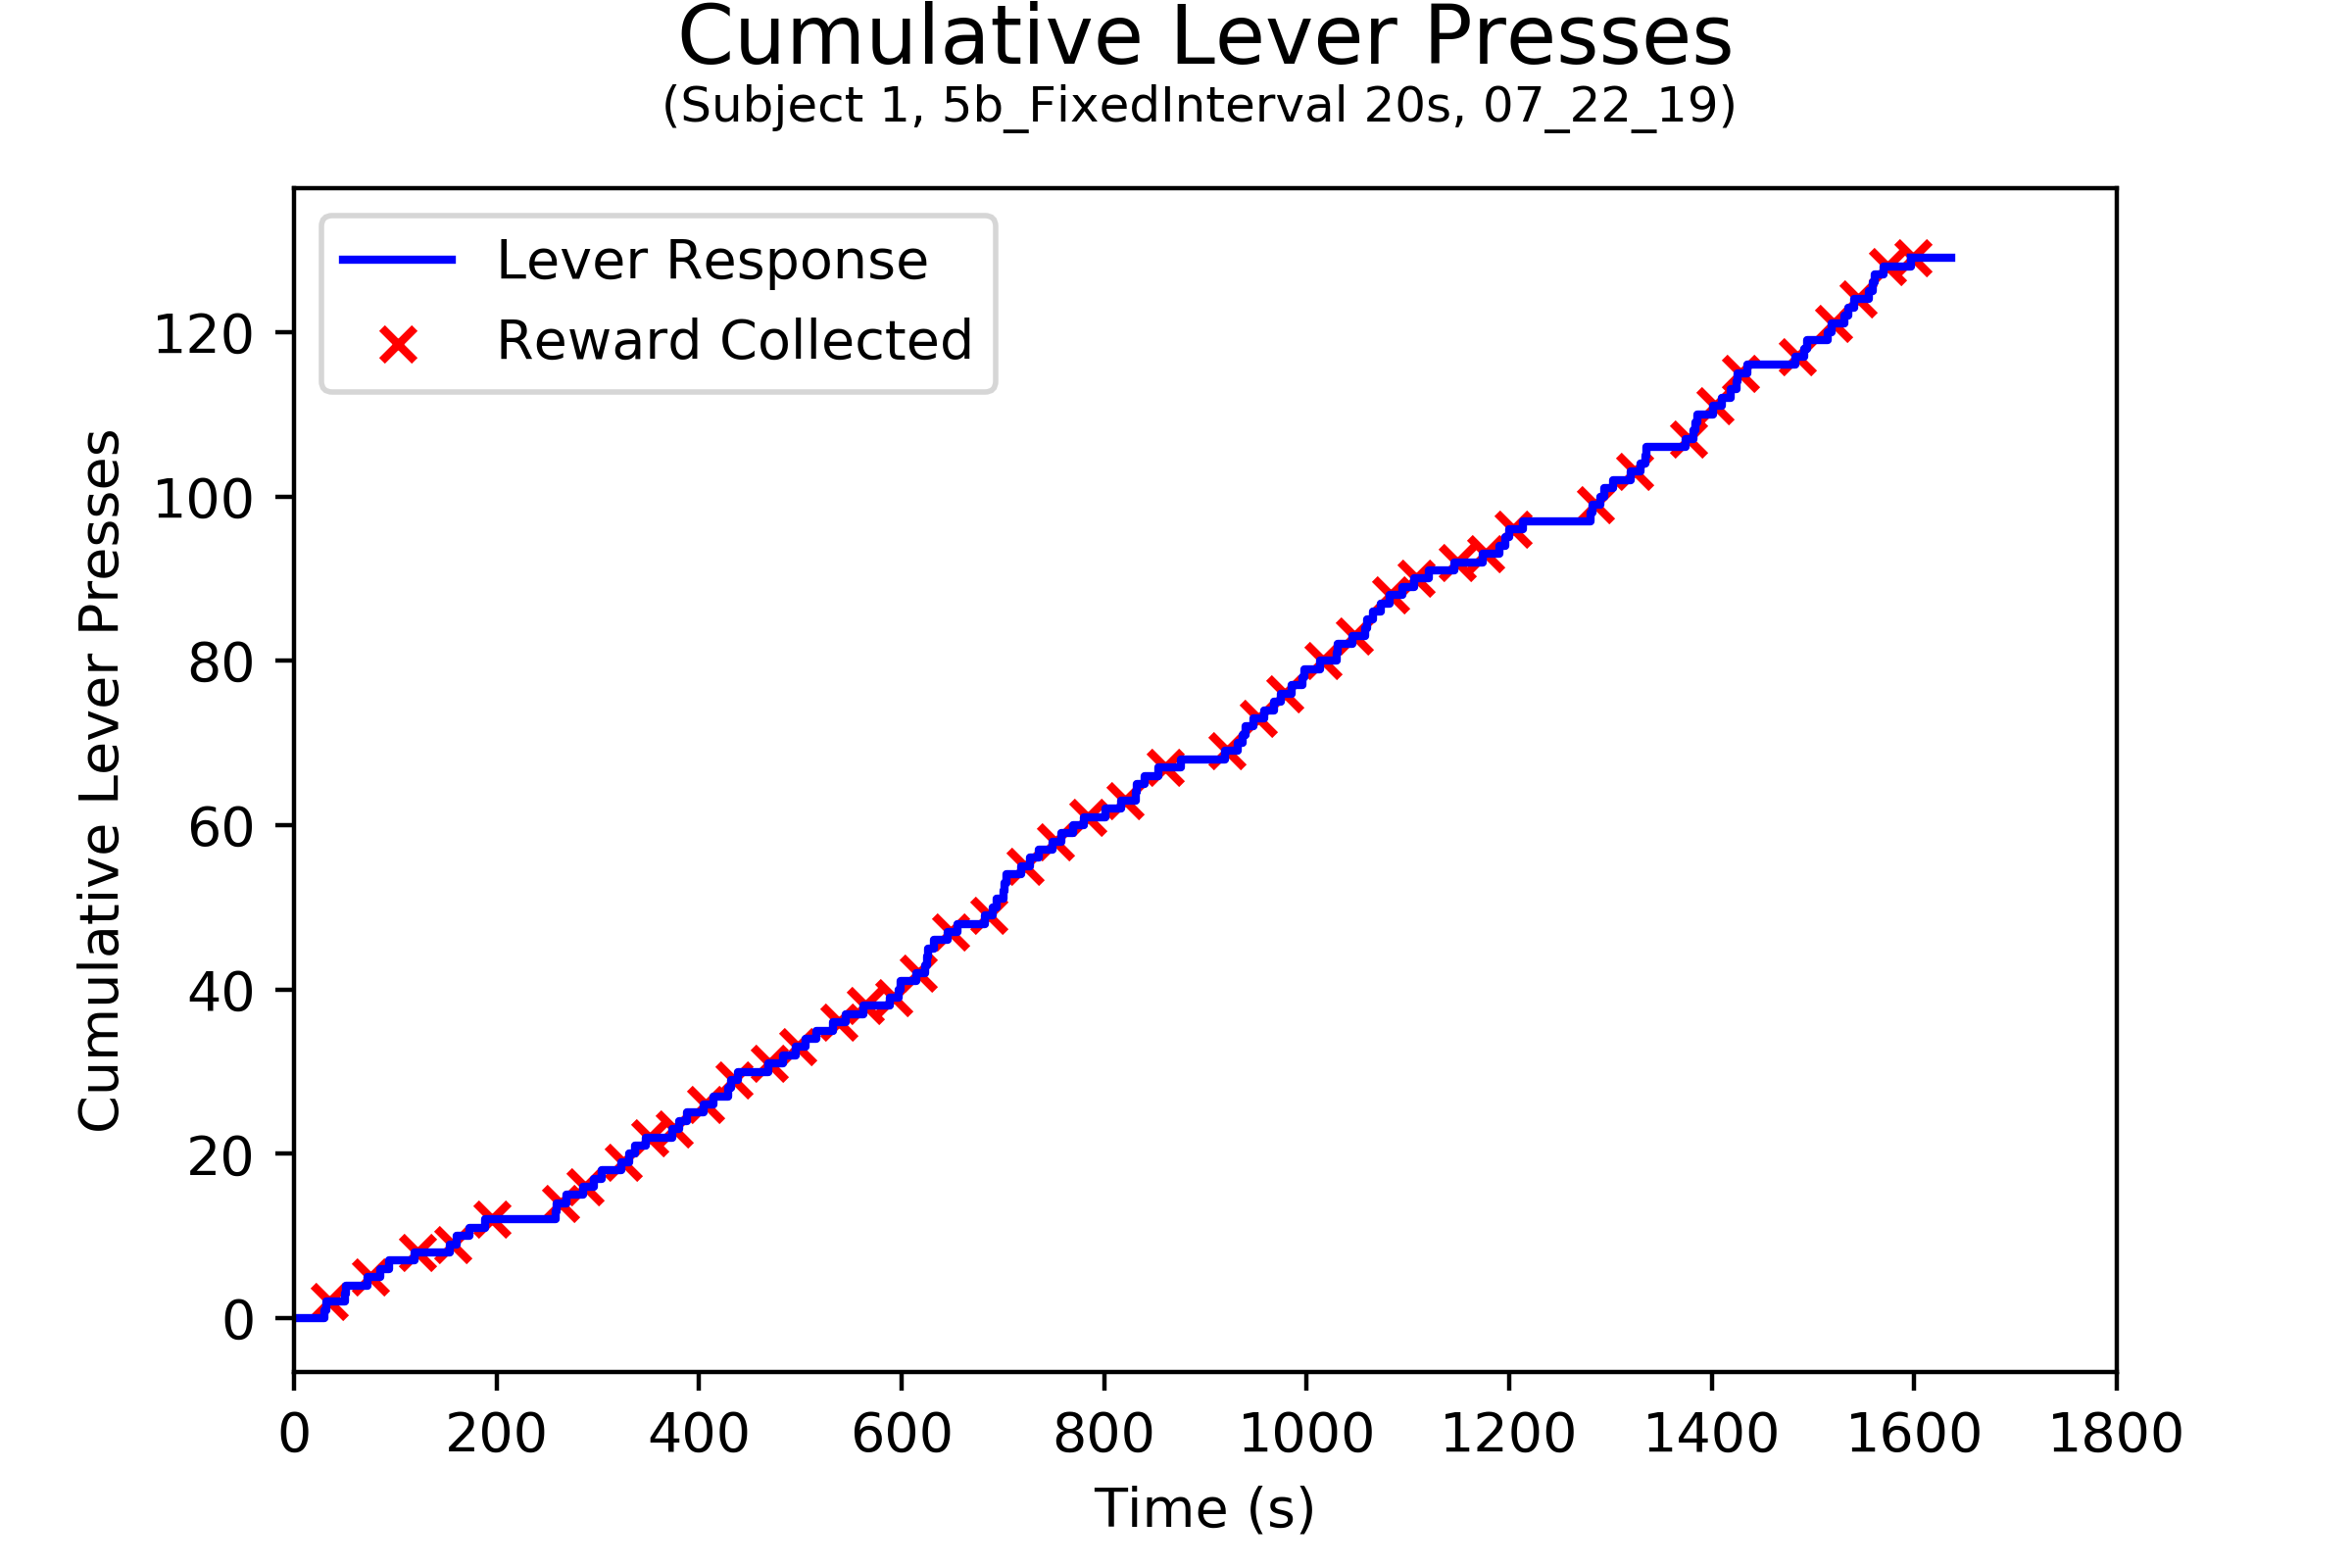 Cumulative Lever Presses
(Subject 1, 5b_FixedInterval 20s, 07_22_19)
Lever Response
Reward Collected
Cumulative Lever Presses
120
100
80
60
40
20
0
0 200 400 600 800 1000 1200 1400 1600 1800
Time (s)